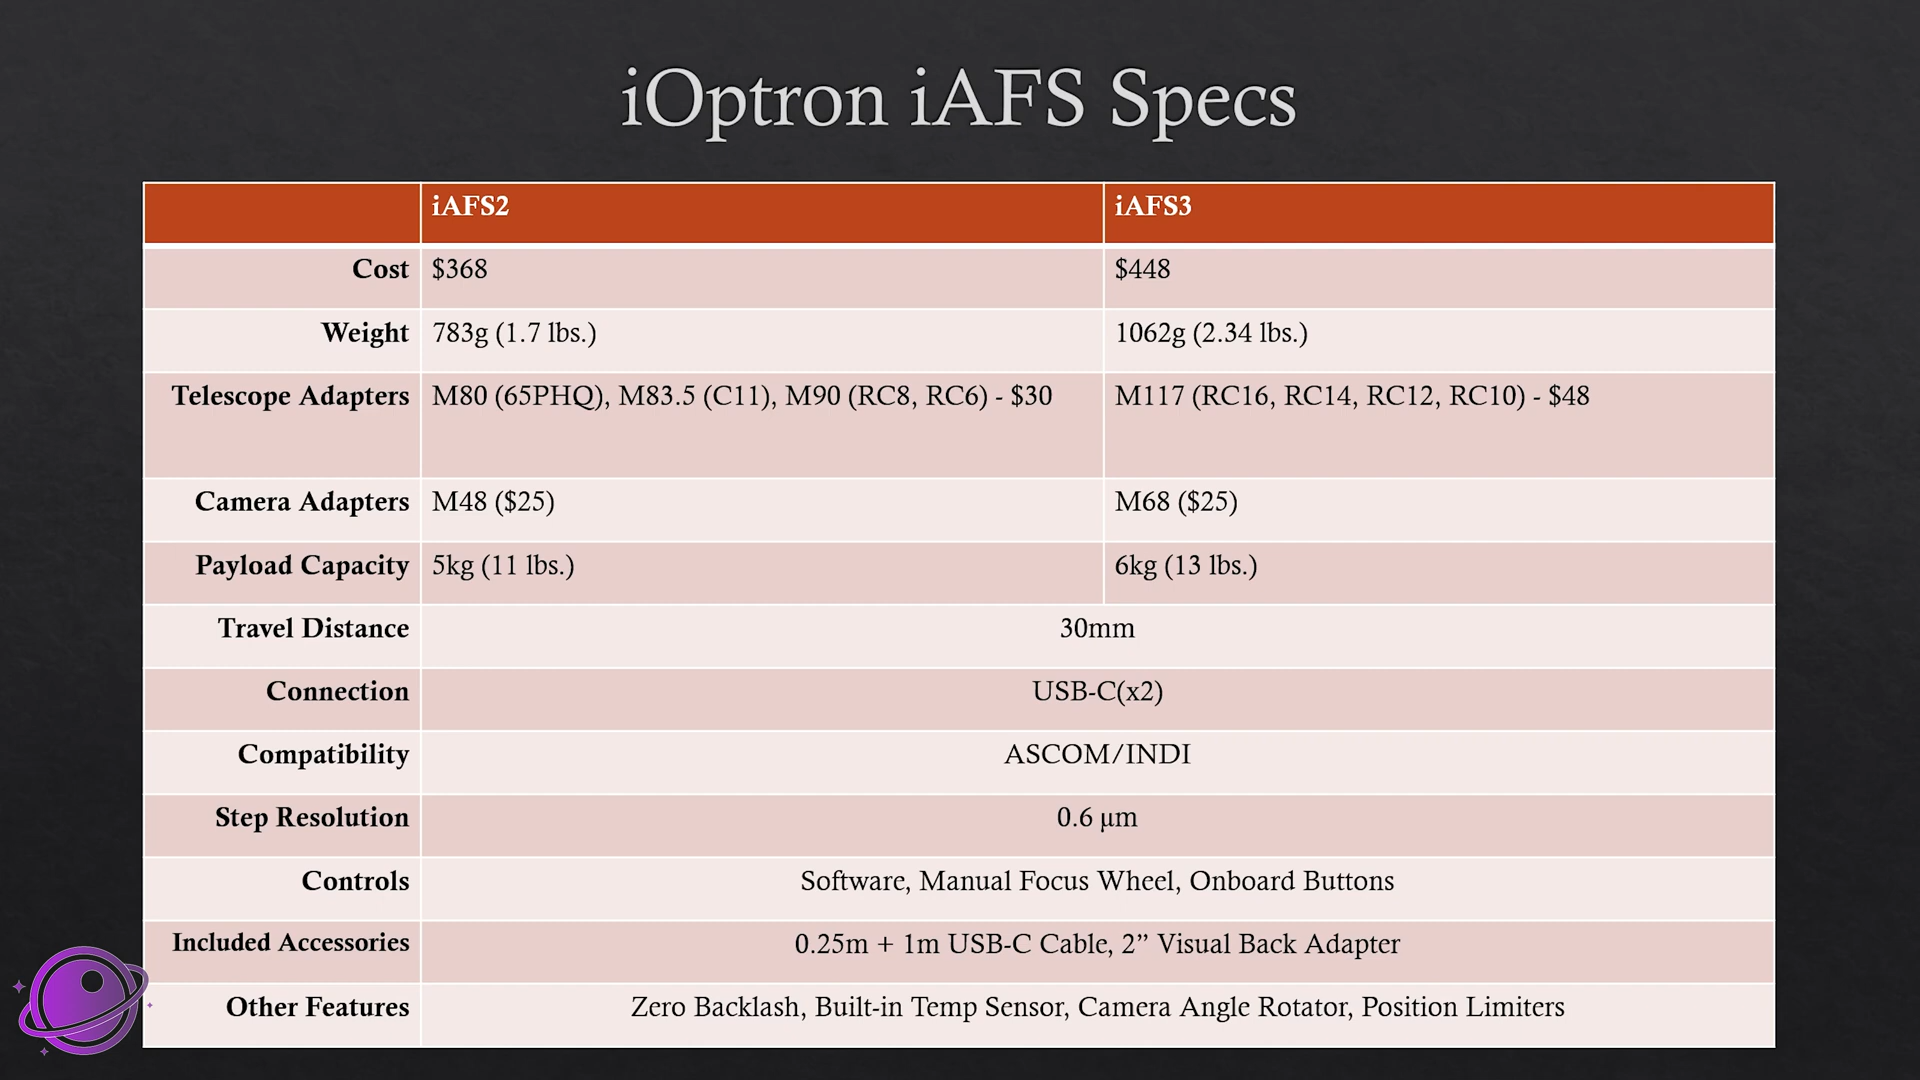 iOptron iAFS Specs
iAFS2 iAFS3
Cost $368 $448
Weight 783g (1.7 lbs.) 1062g (2.34 lbs.)
Telescope Adapters M80 (65PHQ), M83.5 (C11), M90 (RC8, RC6) - $30 M117 (RC16, RC14, RC12, RC10) - $48
Camera Adapters M48 ($25) M68 ($25)
Payload Capacity 5kg (11 lbs.) 6kg (13 lbs.)
Travel Distance 30mm
Connection USB-C(x2)
Compatibility ASCOM/INDI
Step Resolution 0.6 µm
Controls Software, Manual Focus Wheel, Onboard Buttons
Included Accessories 0.25m + 1m USB-C Cable, 2” Visual Back Adapter
Other Features Zero Backlash, Built-in Temp Sensor, Camera Angle Rotator, Position Limiters